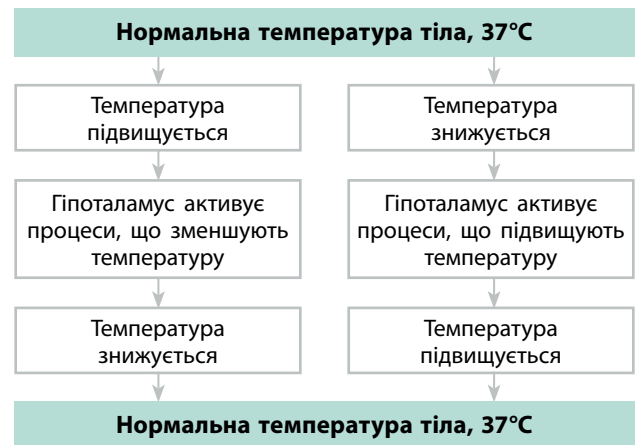 Нормальна температура тіла, 37°C
Температура
підвищується
Температура
знижується
Гіпоталамус активує
процеси, що зменшують
температуру
Гіпоталамус активує
процеси, що підвищують
температуру
Температура
знижується
Температура
підвищується
Нормальна температура тіла, 37°C